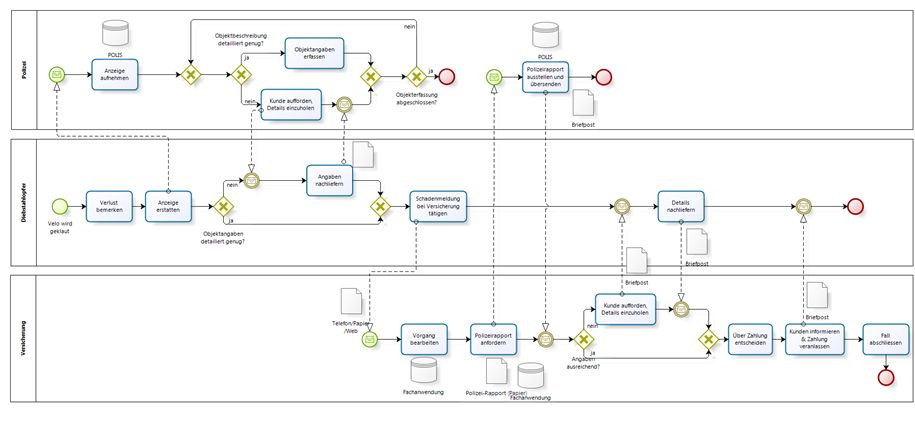 Polizei
POLIS
Anzeige
aufnehmen
Objektbeschreibung
detailliert genug?
ja
nein
Objektangaben
erfassen
Kunde aufforden,
Details einzuholen
nein
ja
Objekterfassung
abgeschlossen?
POLIS
Polizeirapport
ausstellen und
übersenden
Briefpost
Diebstahlopfer
Velo wird
geklaut
Verlust
bemerken
Anzeige
erstatten
nein
ja
Objektangaben
detailiert genug?
Angaben
nachliefern
Schadenmeldung
bei Versicherung
tätigen
Details
nachliefern
Briefpost
Briefpost
Versicherung
Telefon/Papier
/Web
Vorgang
bearbeiten
Fachanwendung
Polizeirapport
anfordern
Polizei-Rapport (Papier)
Fachanwendung
nein
ja
Angaben
ausreichend?
Kunde aufforden,
Details einzuholen
Über Zahlung
entscheiden
Briefpost
Kunden informieren
& Zahlung
veranlassen
Fall
abschliessen